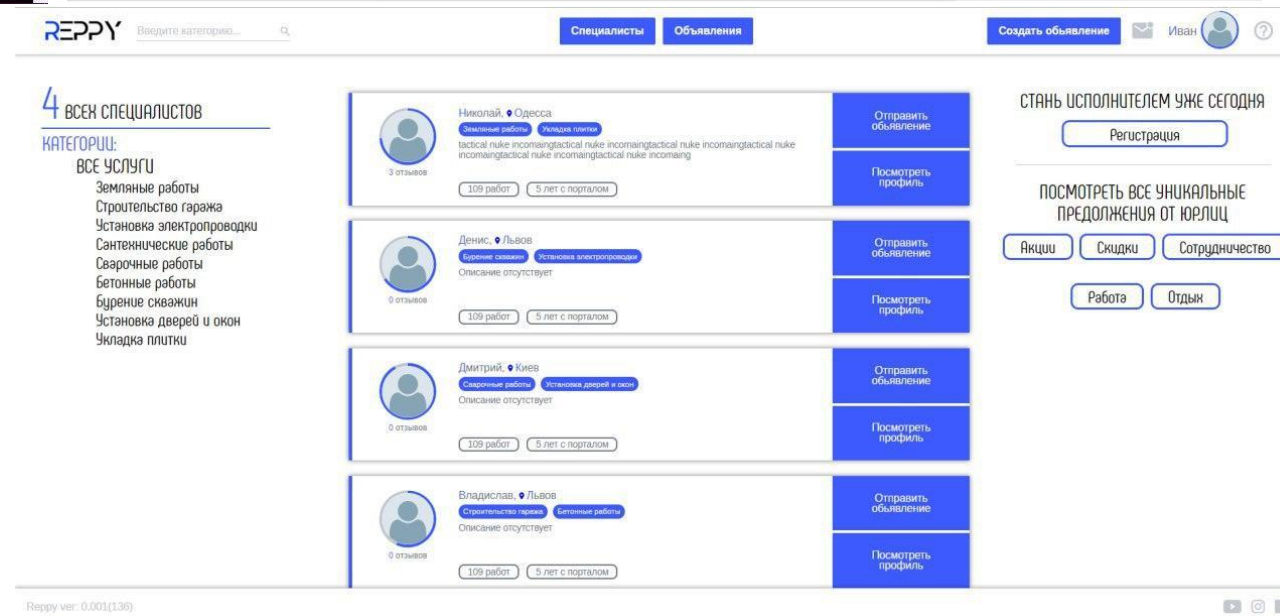 REPPY
Введите категорию...
Специалисты
Объявления
Создать обьявление
Иван
?
4 ВСЕХ СПЕЦИАЛИСТОВ
КАТЕГОРИИ:
ВСЕ УСЛУГИ
Земляные работы
Строительство гаража
Установка электропроводки
Сантехнические работы
Сварочные работы
Бетонные работы
Бурение скважин
Установка дверей и окон
Укладка плитки
Николай, Одесса
Земляные работы
Укладка плитки
tactical nuke incomaingtactical nuke incomaingtactical nuke incomaingtactical nuke
incomaingtactical nuke incomaingtactical nuke incomaing
3 отзывов
109 работ
5 лет с порталом
Отправить
обьявление
Посмотреть
профиль
Денис, Львов
Бурение скважин
Установка электропроводки
Описание отсутствует
0 отзывов
109 работ
5 лет с порталом
Отправить
обьявление
Посмотреть
профиль
Дмитрий, Киев
Сварочные работы
Установка дверей и окон
Описание отсутствует
0 отзывов
109 работ
5 лет с порталом
Отправить
обьявление
Посмотреть
профиль
Владислав, Львов
Строительство гаража
Бетонные работы
Описание отсутствует
0 отзывов
109 работ
5 лет с порталом
Отправить
обьявление
Посмотреть
профиль
СТАНЬ ИСПОЛНИТЕЛЕМ УЖЕ СЕГОДНЯ
Регистрация
ПОСМОТРЕТЬ ВСЕ УНИКАЛЬНЫЕ
ПРЕДОЛЖЕНИЯ ОТ ЮРЛИЦ
Акции
Скидки
Сотрудничество
Работа
Отдых
Reppy ver: 0.001(136)